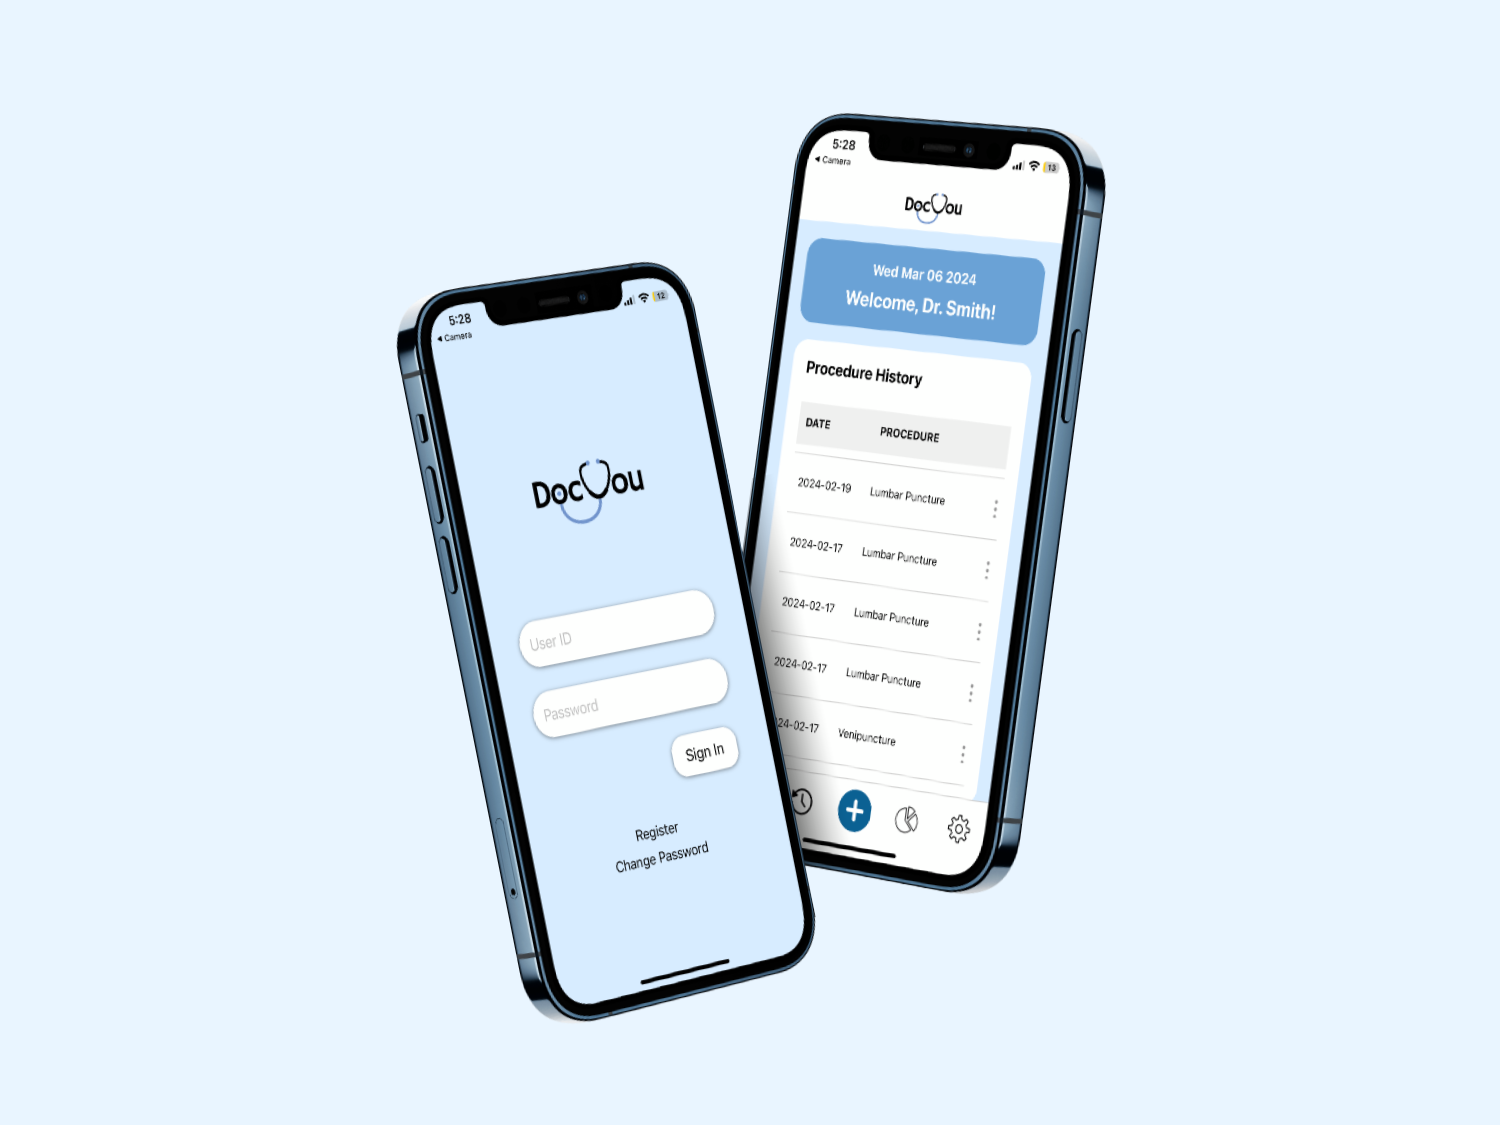 5:28
◀ Camera
12
DocYou
User ID
Password
Sign In
Register
Change Password
5:28
◀ Camera
13
DocYou
Wed Mar 06 2024
Welcome, Dr. Smith!
Procedure History
DATE PROCEDURE
2024-02-19 Lumbar Puncture
2024-02-17 Lumbar Puncture
2024-02-17 Lumbar Puncture
2024-02-17 Lumbar Puncture
24-02-17 Venipuncture